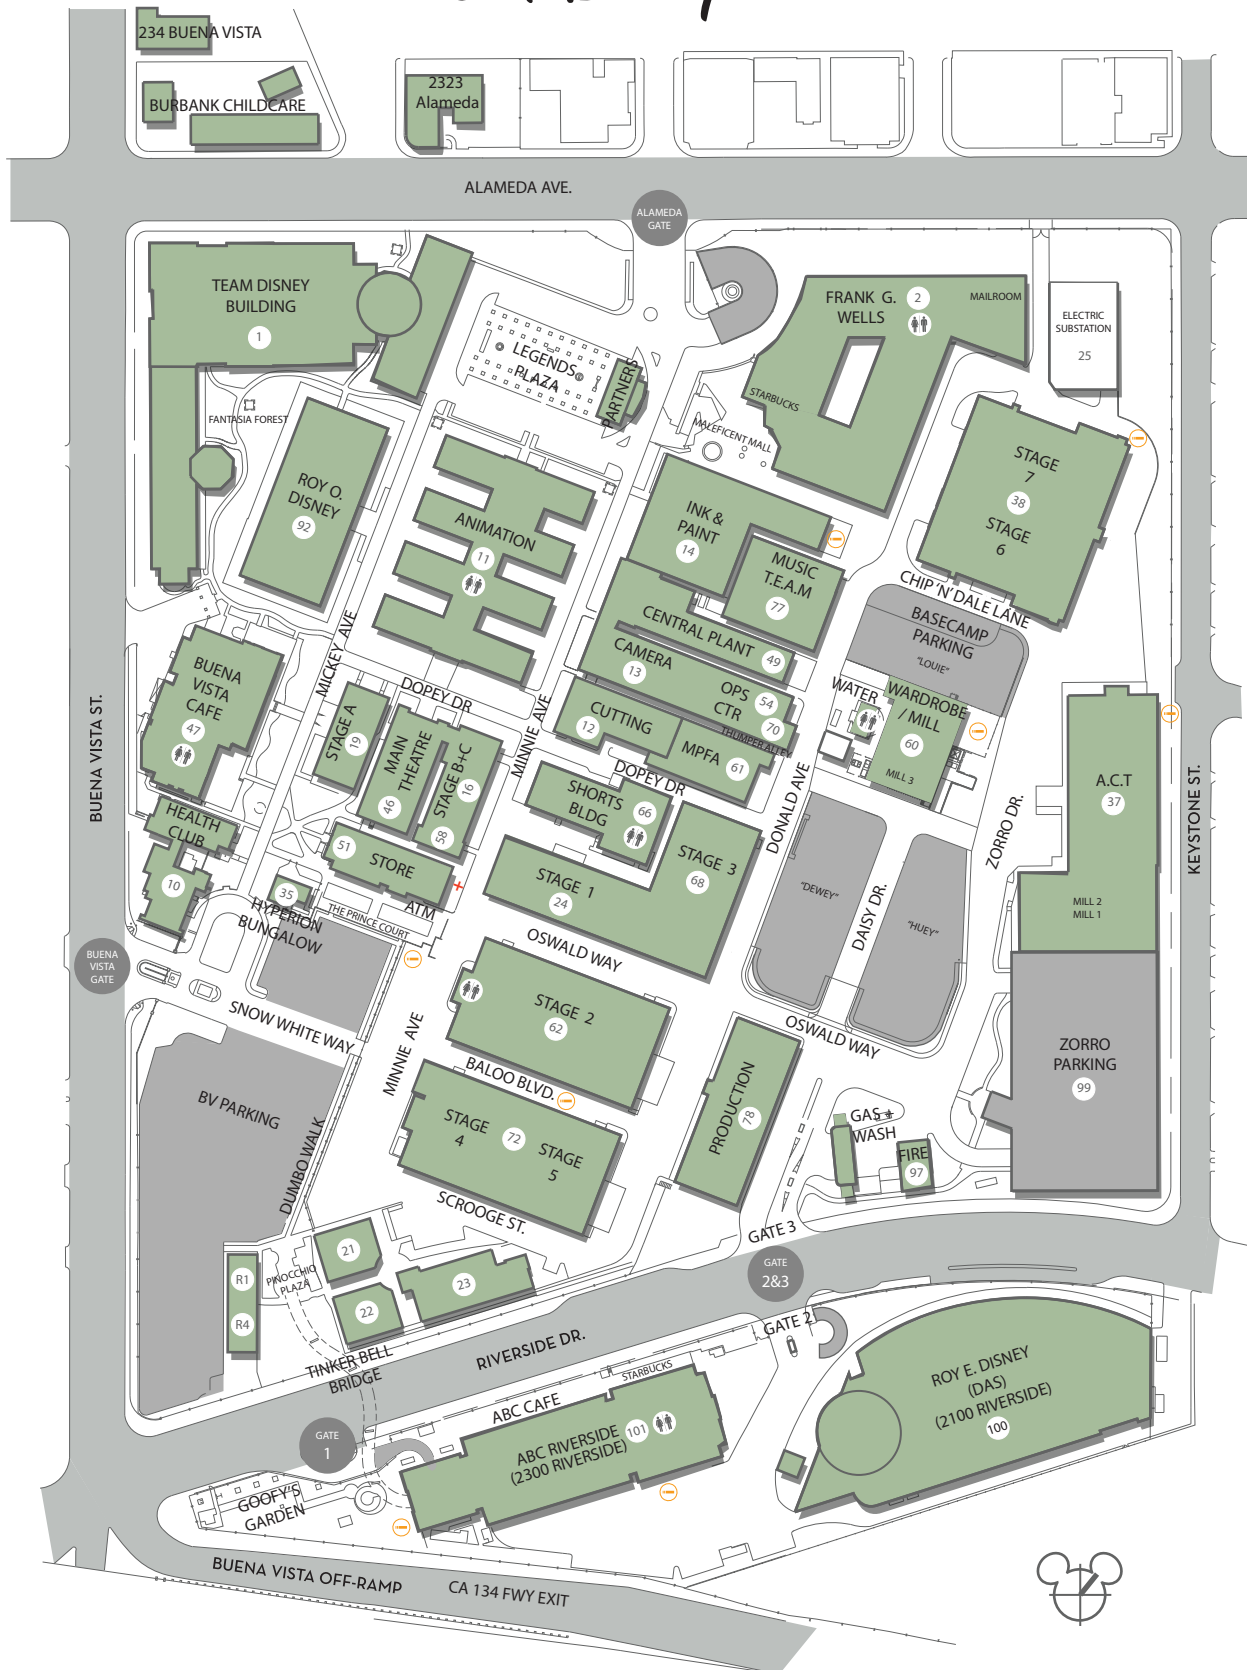 234 BUENA VISTA
BURBANK CHILDCARE
2323
Alameda
ALAMEDA AVE.
ALAMEDA
GATE
TEAM DISNEY
BUILDING
1
LEGENDS
PLAZA
PARTNERS
FRANK G.
WELLS
2
MAILROOM
STARBUCKS
ELECTRIC
SUBSTATION
25
FANTASIA FOREST
MALEFICENT MALL
ROY O.
DISNEY
92
ANIMATION
11
INK &
PAINT
14
MUSIC
T.E.A.M
77
STAGE
7
38
STAGE
6
CHIP 'N' DALE LANE
BASECAMP
PARKING
"LOUIE"
CENTRAL PLANT
49
CAMERA
13
OPS
CTR
54
70
THUMPER ALLEY
MICKEY AVE
DOPEY DR
MINNIE AVE
BUENA
VISTA
CAFE
47
STAGE A
19
MAIN
THEATRE
46
STAGE B+C
16
58
CUTTING
12
MPFA
61
DOPEY DR
WATER
WARDROBE
/ MILL
60
MILL 3
DONALD AVE
ZORRO DR.
A.C.T
37
MILL 2
MILL 1
BUENA VISTA ST.
KEYSTONE ST.
HEALTH
CLUB
10
SHORTS
BLDG
66
STAGE 3
68
STAGE 1
24
51
STORE
35
HYPERION
BUNGALOW
THE PRINCE COURT
ATM
"DEWEY"
DAISY DR.
"HUEY"
BUENA
VISTA
GATE
OSWALD WAY
SNOW WHITE WAY
STAGE 2
62
MINNIE AVE
BALOO BLVD.
OSWALD WAY
ZORRO
PARKING
99
BV PARKING
DUMBO WALK
STAGE
4
72
STAGE
5
PRODUCTION
78
GAS +
WASH
FIRE
97
SCROOGE ST.
GATE 3
21
R1
PINOCCHIO
PLAZA
R4
22
23
GATE
2&3
GATE 2
TINKER BELL
BRIDGE
RIVERSIDE DR.
STARBUCKS
ABC CAFE
ROY E. DISNEY
(DAS)
(2100 RIVERSIDE)
100
GATE
1
ABC RIVERSIDE
(2300 RIVERSIDE)
101
GOOFY'S
GARDEN
BUENA VISTA OFF-RAMP
CA 134 FWY EXIT